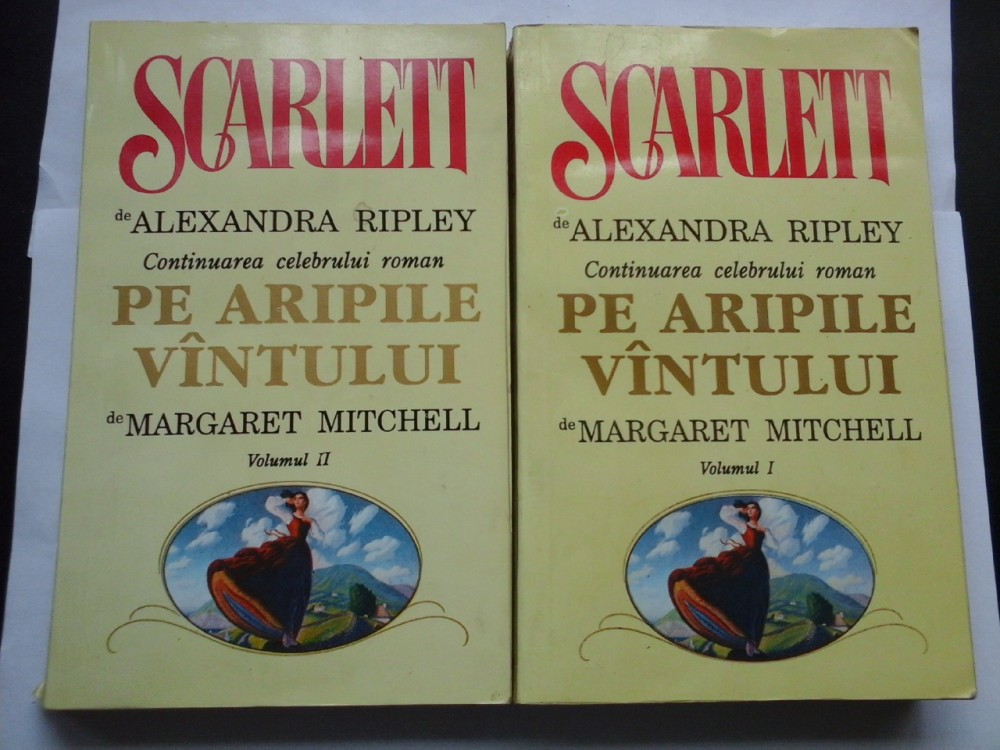 SCARLETT
de ALEXANDRA RIPLEY
Continuarea celebrului roman
PE ARIPILE
VÎNTULUI
de MARGARET MITCHELL
Volumul II
SCARLETT
de ALEXANDRA RIPLEY
Continuarea celebrului roman
PE ARIPILE
VÎNTULUI
de MARGARET MITCHELL
Volumul I